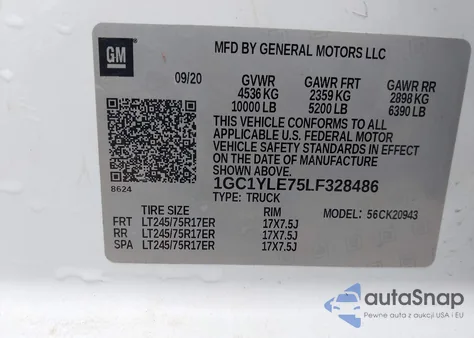 GM
MFD BY GENERAL MOTORS LLC
09/20 GVWR GAWR FRT GAWR RR
4536 KG 2359 KG 2898 KG
10000 LB 5200 LB 6390 LB
THIS VEHICLE CONFORMS TO ALL
APPLICABLE U.S. FEDERAL MOTOR
VEHICLE SAFETY STANDARDS IN EFFECT
ON THE DATE OF MANUFACTURE
SHOWN ABOVE.
8624 1GC1YLE75LF328486
TYPE: TRUCK MODEL: 56CK20943
TIRE SIZE RIM
FRT LT245/75R17ER 17X7.5J
RR LT245/75R17ER 17X7.5J
SPA LT245/75R17ER 17X7.5J
autoSnap
Pewne auta z aukcji USA i EU